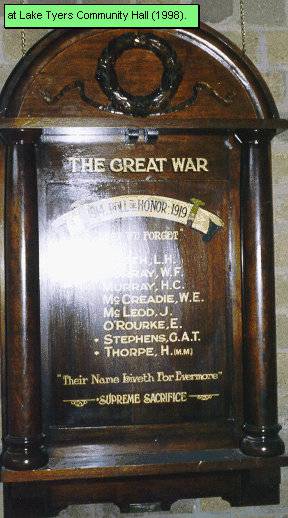 at Lake Tyers Community Hall (1998).
THE GREAT WAR
HONOR 1919
FORGET"
L.H.
W.F.
MURRAY, H.C.
McCREADIE, W.E.
McLEOD, J.
O'ROURKE, E.
• STEPHENS, G.A.T.
• THORPE, H. (M.M)
"Their Name liveth For Evermore"
• SUPREME SACRIFICE